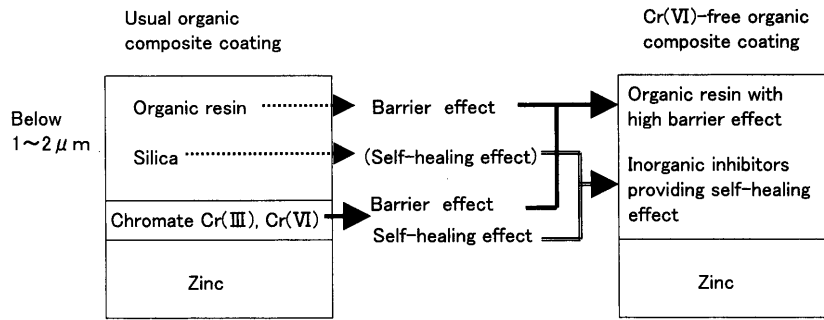 Usual organic
composite coating
Cr(Ⅵ)-free organic
composite coating
Below
1～2μm
Organic resin
Barrier effect
Organic resin with
high barrier effect
Silica
(Self-healing effect)
Inorganic inhibitors
providing self-healing
effect
Chromate Cr(Ⅲ), Cr(Ⅵ)
Barrier effect
Self-healing effect
Zinc
Zinc